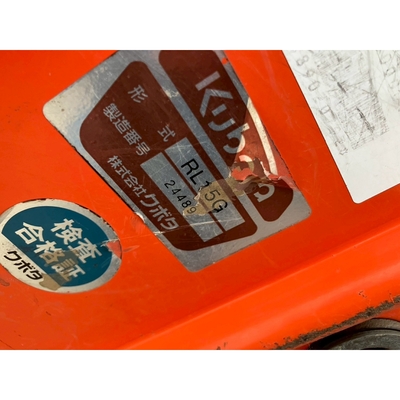 Kubota
形式 RL15G
製造番号 24489
株式会社クボタ
検査
合格証
クボタ